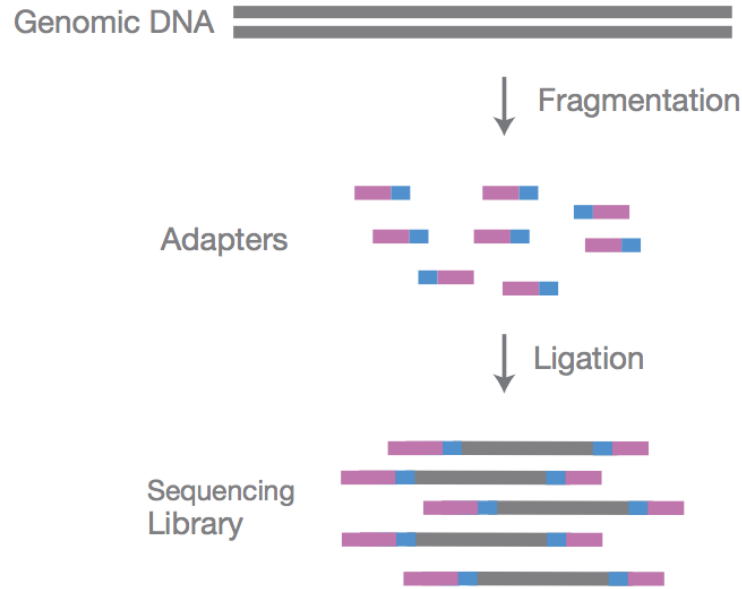 Genomic DNA
Fragmentation
Adapters
Ligation
Sequencing
Library